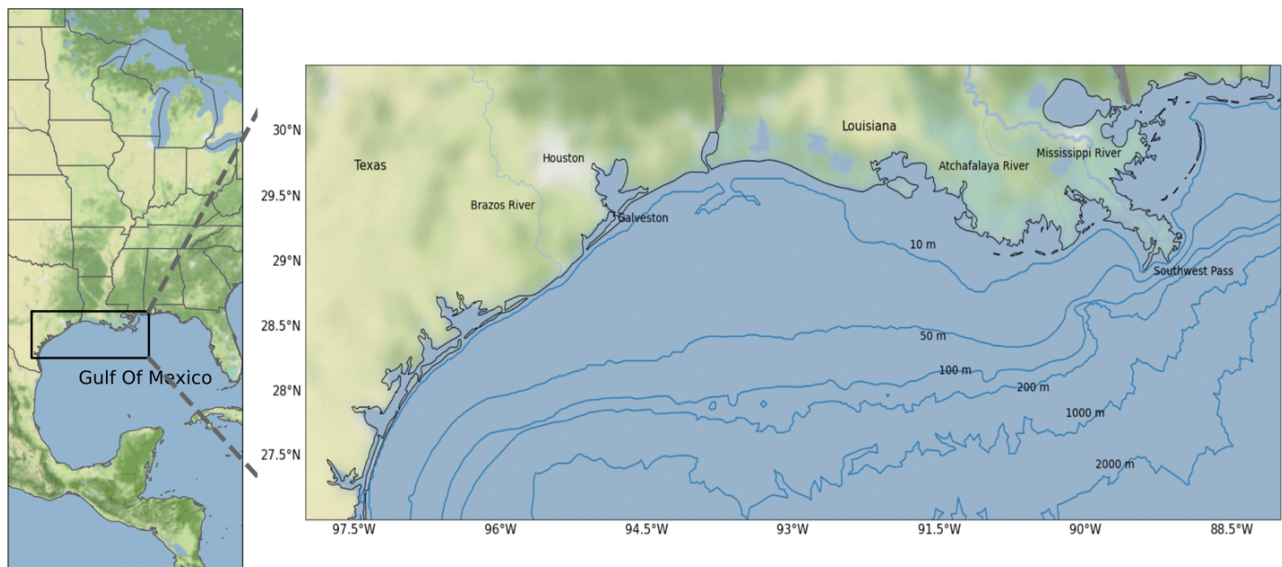 Gulf Of Mexico
30°N
29.5°N
29°N
28.5°N
28°N
27.5°N
97.5°W
96°W
94.5°W
93°W
91.5°W
90°W
88.5°W
Texas
Houston
Brazos River
Galveston
Louisiana
Atchafalaya River
Mississippi River
Southwest Pass
10 m
50 m
100 m
200 m
1000 m
2000 m